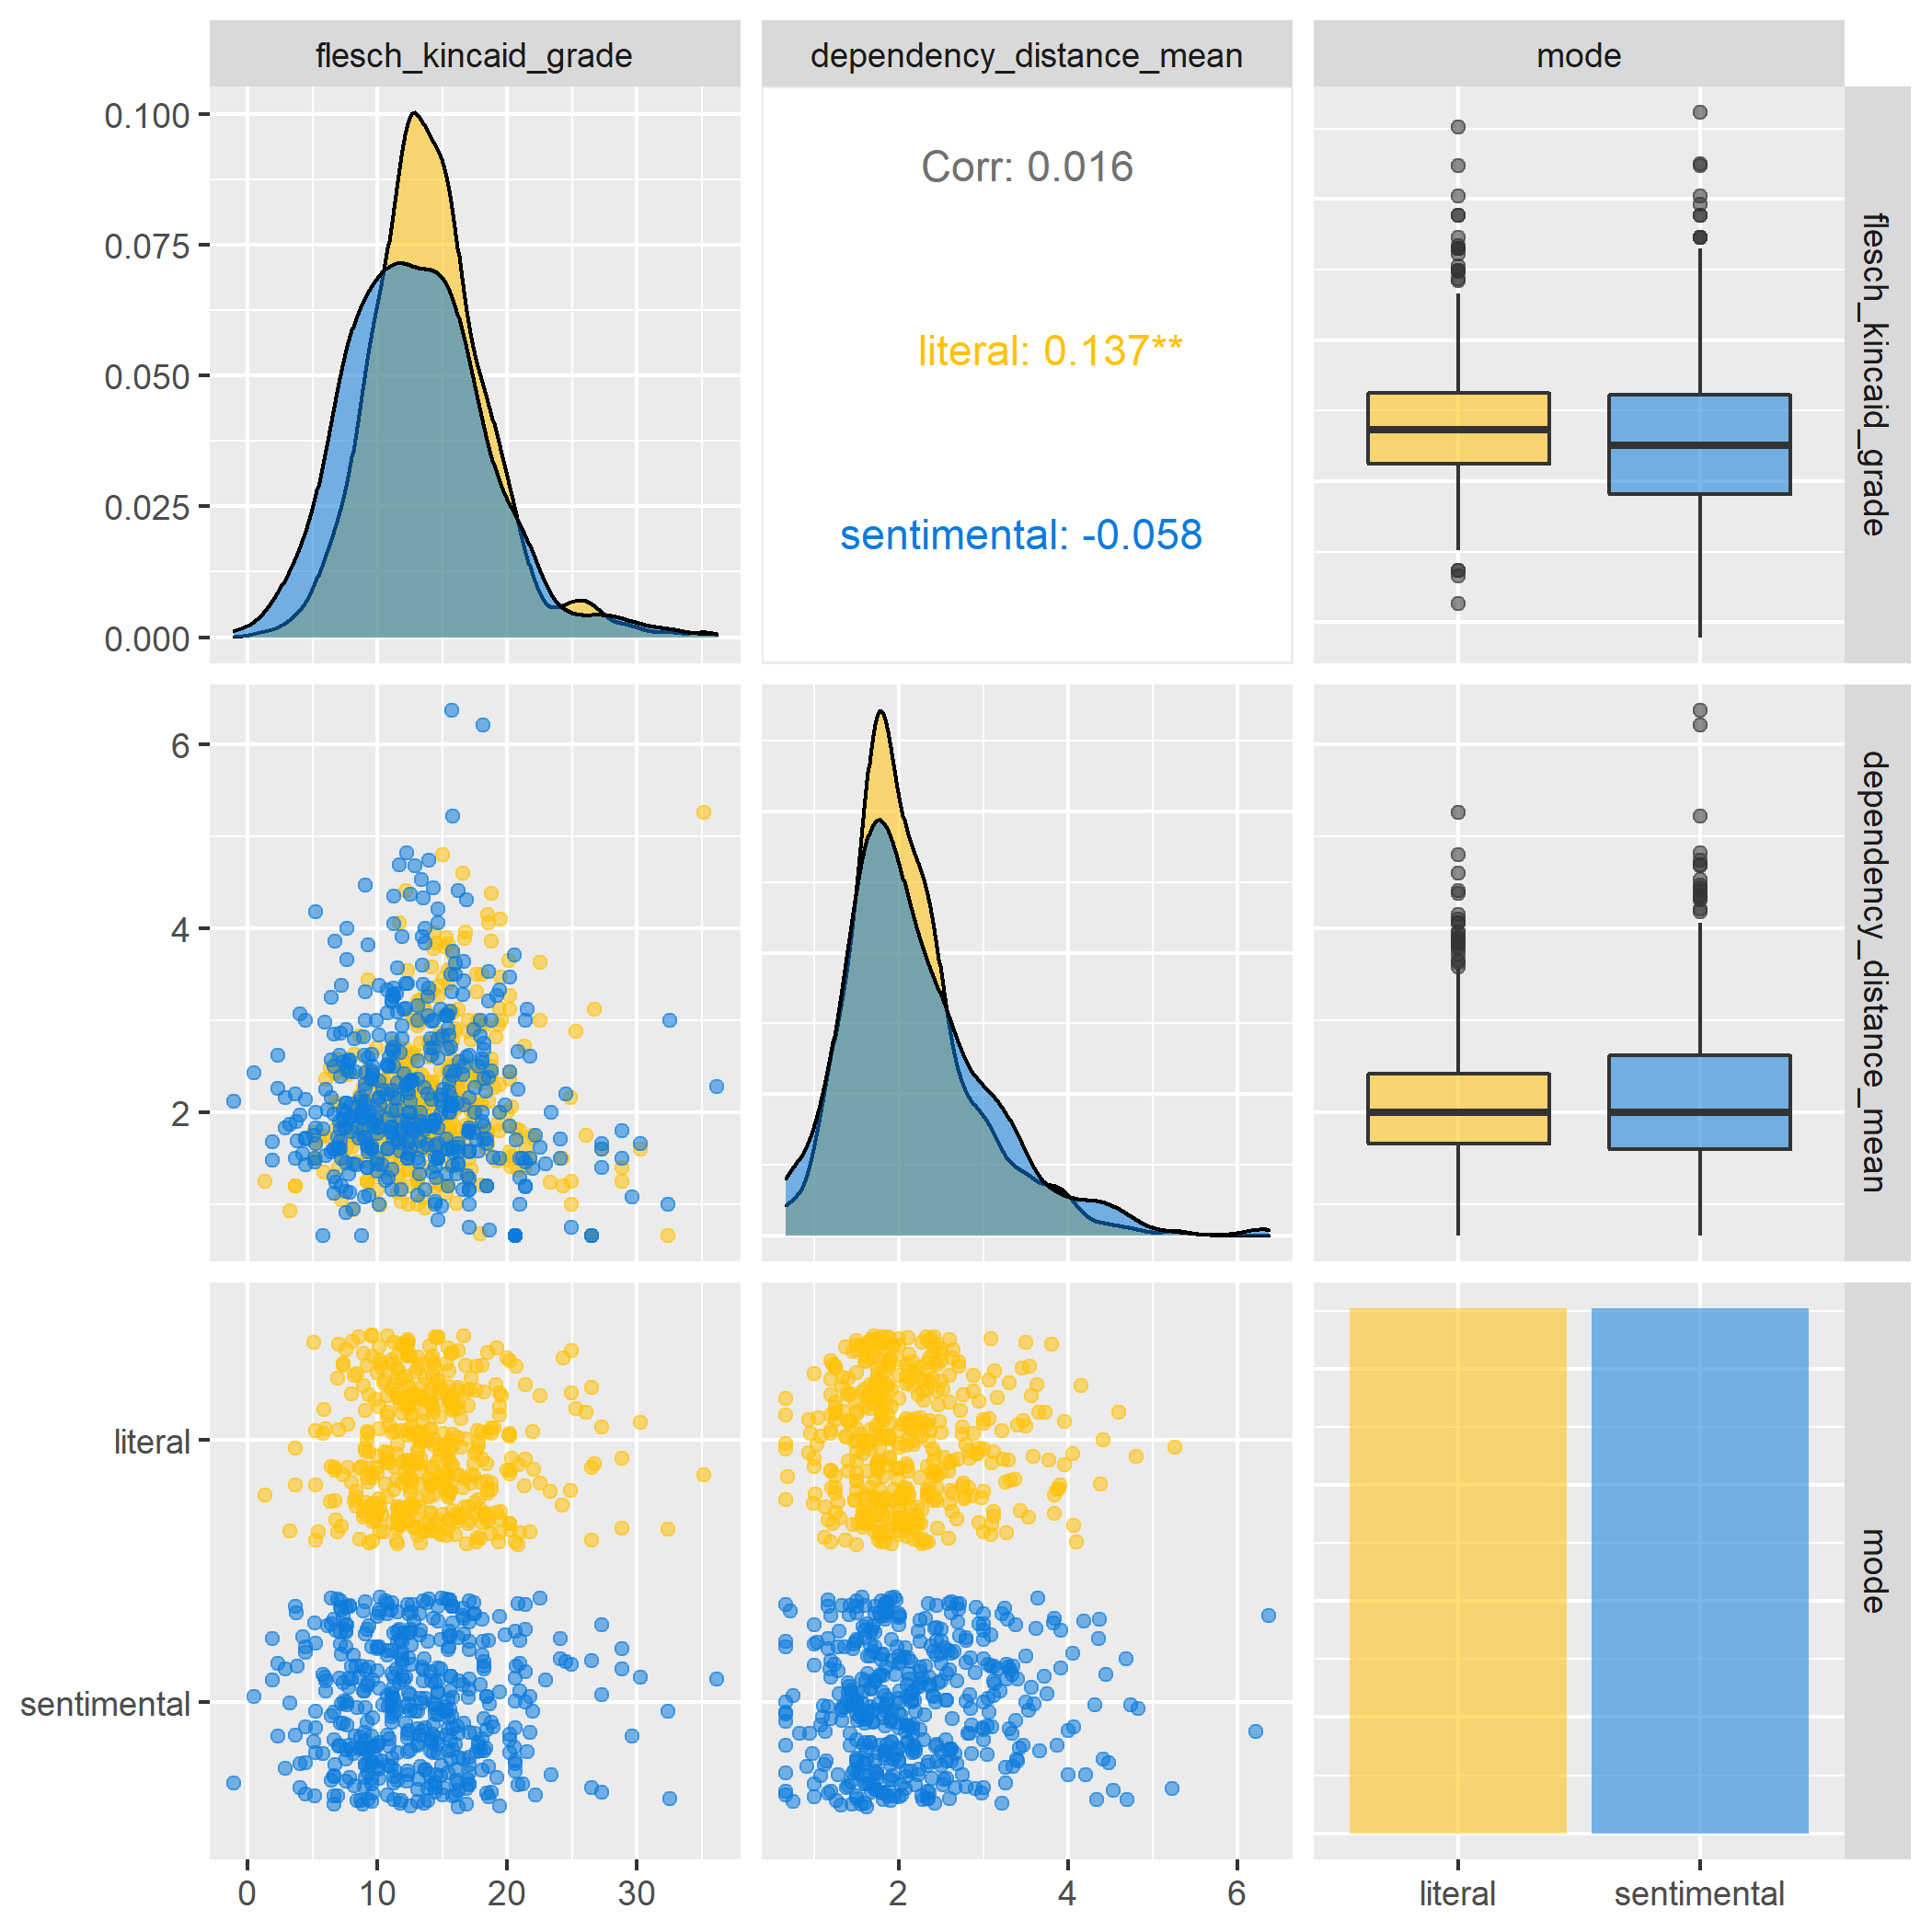 flesch_kincaid_grade dependency_distance_mean mode
0.100
0.075
0.050
0.025
0.000
Corr: 0.016
literal: 0.137**
sentimental: -0.058
flesch_kincaid_grade
6
4
2
dependency_distance_mean
literal
sentimental
mode
0 10 20 30
2 4 6
literal sentimental